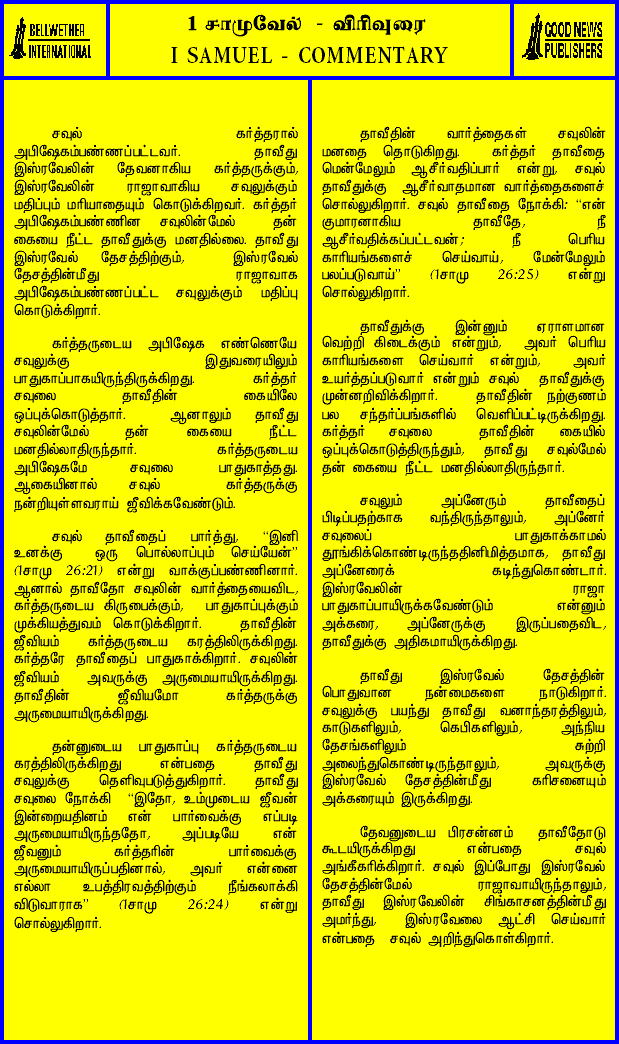 BELLWETHER
INTERNATIONAL
1 சாமுவேல் - விரிவுரை
I SAMUEL - COMMENTARY
GOOD NEWS
PUBLISHERS
சவுல் கர்த்தரால்
அபிஷேகம்பண்ணப்பட்டவர். தாவீது
இஸ்ரவேலின் தேவனாகிய கர்த்தருக்கும்,
இஸ்ரவேலின் ராஜாவாகிய சவுலுக்கும்
மதிப்பும் மரியாதையும் கொடுக்கிறவர். கர்த்தர்
அபிஷேகம்பண்ணின சவுலின்மேல் தன்
கையை நீட்ட தாவீதுக்கு மனதில்லை. தாவீது
இஸ்ரவேல் தேசத்திற்கும், இஸ்ரவேல்
தேசத்தின்மீது ராஜாவாக
அபிஷேகம்பண்ணப்பட்ட சவுலுக்கும் மதிப்பு
கொடுக்கிறார்.
கர்த்தருடைய அபிஷேக எண்ணெயே
சவுலுக்கு இதுவரையிலும்
பாதுகாப்பாகயிருந்திருக்கிறது. கர்த்தர்
சவுலை தாவீதின் கையிலே
ஒப்புக்கொடுத்தார். ஆனாலும் தாவீது
சவுலின்மேல் தன் கையை நீட்ட
மனதில்லாதிருந்தார். கர்த்தருடைய
அபிஷேகமே சவுலை பாதுகாத்தது.
ஆகையினால் சவுல் கர்த்தருக்கு
நன்றியுள்ளவராய் ஜீவிக்கவேண்டும்.
சவுல் தாவீதைப் பார்த்து, “இனி
உனக்கு ஒரு பொல்லாப்பும் செய்யேன்”
(1சாமு 26:21) என்று வாக்குப்பண்ணினார்.
ஆனால் தாவீதோ சவுலின் வார்த்தையைவிட,
கர்த்தருடைய கிருபைக்கும், பாதுகாப்புக்கும்
முக்கியத்துவம் கொடுக்கிறார். தாவீதின்
ஜீவியம் கர்த்தருடைய கரத்திலிருக்கிறது.
கர்த்தரே தாவீதைப் பாதுகாக்கிறார். சவுலின்
ஜீவியம் அவருக்கு அருமையாயிருக்கிறது.
தாவீதின் ஜீவியமோ கர்த்தருக்கு
அருமையாயிருக்கிறது.
தன்னுடைய பாதுகாப்பு கர்த்தருடைய
கரத்திலிருக்கிறது என்பதை தாவீது
சவுலுக்கு தெளிவுபடுத்துகிறார். தாவீது
சவுலை நோக்கி “இதோ, உம்முடைய ஜீவன்
இன்றையதினம் என் பார்வைக்கு எப்படி
அருமையாயிருந்ததோ, அப்படியே என்
ஜீவனும் கர்த்தரின் பார்வைக்கு
அருமையாயிருப்பதினால், அவர் என்னை
எல்லா உபத்திரவத்திற்கும் நீங்கலாக்கி
விடுவாராக” (1சாமு 26:24) என்று
சொல்லுகிறார்.
தாவீதின் வார்த்தைகள் சவுலின்
மனதை தொடுகிறது. கர்த்தர் தாவீதை
மென்மேலும் ஆசீர்வதிப்பார் என்று, சவுல்
தாவீதுக்கு ஆசீர்வாதமான வார்த்தைகளைச்
சொல்லுகிறார். சவுல் தாவீதை நோக்கி: “என்
குமாரனாகிய தாவீதே, நீ
ஆசீர்வதிக்கப்பட்டவன்; நீ பெரிய
காரியங்களைச் செய்வாய், மேன்மேலும்
பலப்படுவாய்” (1சாமு 26:25) என்று
சொல்லுகிறார்.
தாவீதுக்கு இன்னும் ஏராளமான
வெற்றி கிடைக்கும் என்றும், அவர் பெரிய
காரியங்களை செய்வார் என்றும், அவர்
உயர்த்தப்படுவார் என்றும் சவுல் தாவீதுக்கு
முன்னறிவிக்கிறார். தாவீதின் நற்குணம்
பல சந்தர்ப்பங்களில் வெளிப்பட்டிருக்கிறது.
கர்த்தர் சவுலை தாவீதின் கையில்
ஒப்புக்கொடுத்திருந்தும், தாவீது சவுல்மேல்
தன் கையை நீட்ட மனதில்லாதிருந்தார்.
சவுலும் அப்னேரும் தாவீதைப்
பிடிப்பதற்காக வந்திருந்தாலும், அப்னேர்
சவுலைப் பாதுகாக்காமல்
தூங்கிக்கொண்டிருந்ததினிமித்தமாக, தாவீது
அப்னேரைக் கடிந்துகொண்டார்.
இஸ்ரவேலின் ராஜா
பாதுகாப்பாயிருக்கவேண்டும் என்னும்
அக்கரை, அப்னேருக்கு இருப்பதைவிட,
தாவீதுக்கு அதிகமாயிருக்கிறது.
தாவீது இஸ்ரவேல் தேசத்தின்
பொதுவான நன்மைகளை நாடுகிறார்.
சவுலுக்கு பயந்து தாவீது வனாந்தரத்திலும்,
காடுகளிலும், கெபிகளிலும், அந்நிய
தேசங்களிலும் சுற்றி
அலைந்துகொண்டிருந்தாலும், அவருக்கு
இஸ்ரவேல் தேசத்தின்மீது கரிசனையும்
அக்கரையும் இருக்கிறது.
தேவனுடைய பிரசன்னம் தாவீதோடு
கூடயிருக்கிறது என்பதை சவுல்
அங்கீகரிக்கிறார். சவுல் இப்போது இஸ்ரவேல்
தேசத்தின்மேல் ராஜாவாயிருந்தாலும்,
தாவீது இஸ்ரவேலின் சிங்காசனத்தின்மீது
அமர்ந்து, இஸ்ரவேலை ஆட்சி செய்வார்
என்பதை சவுல் அறிந்துகொள்கிறார்.